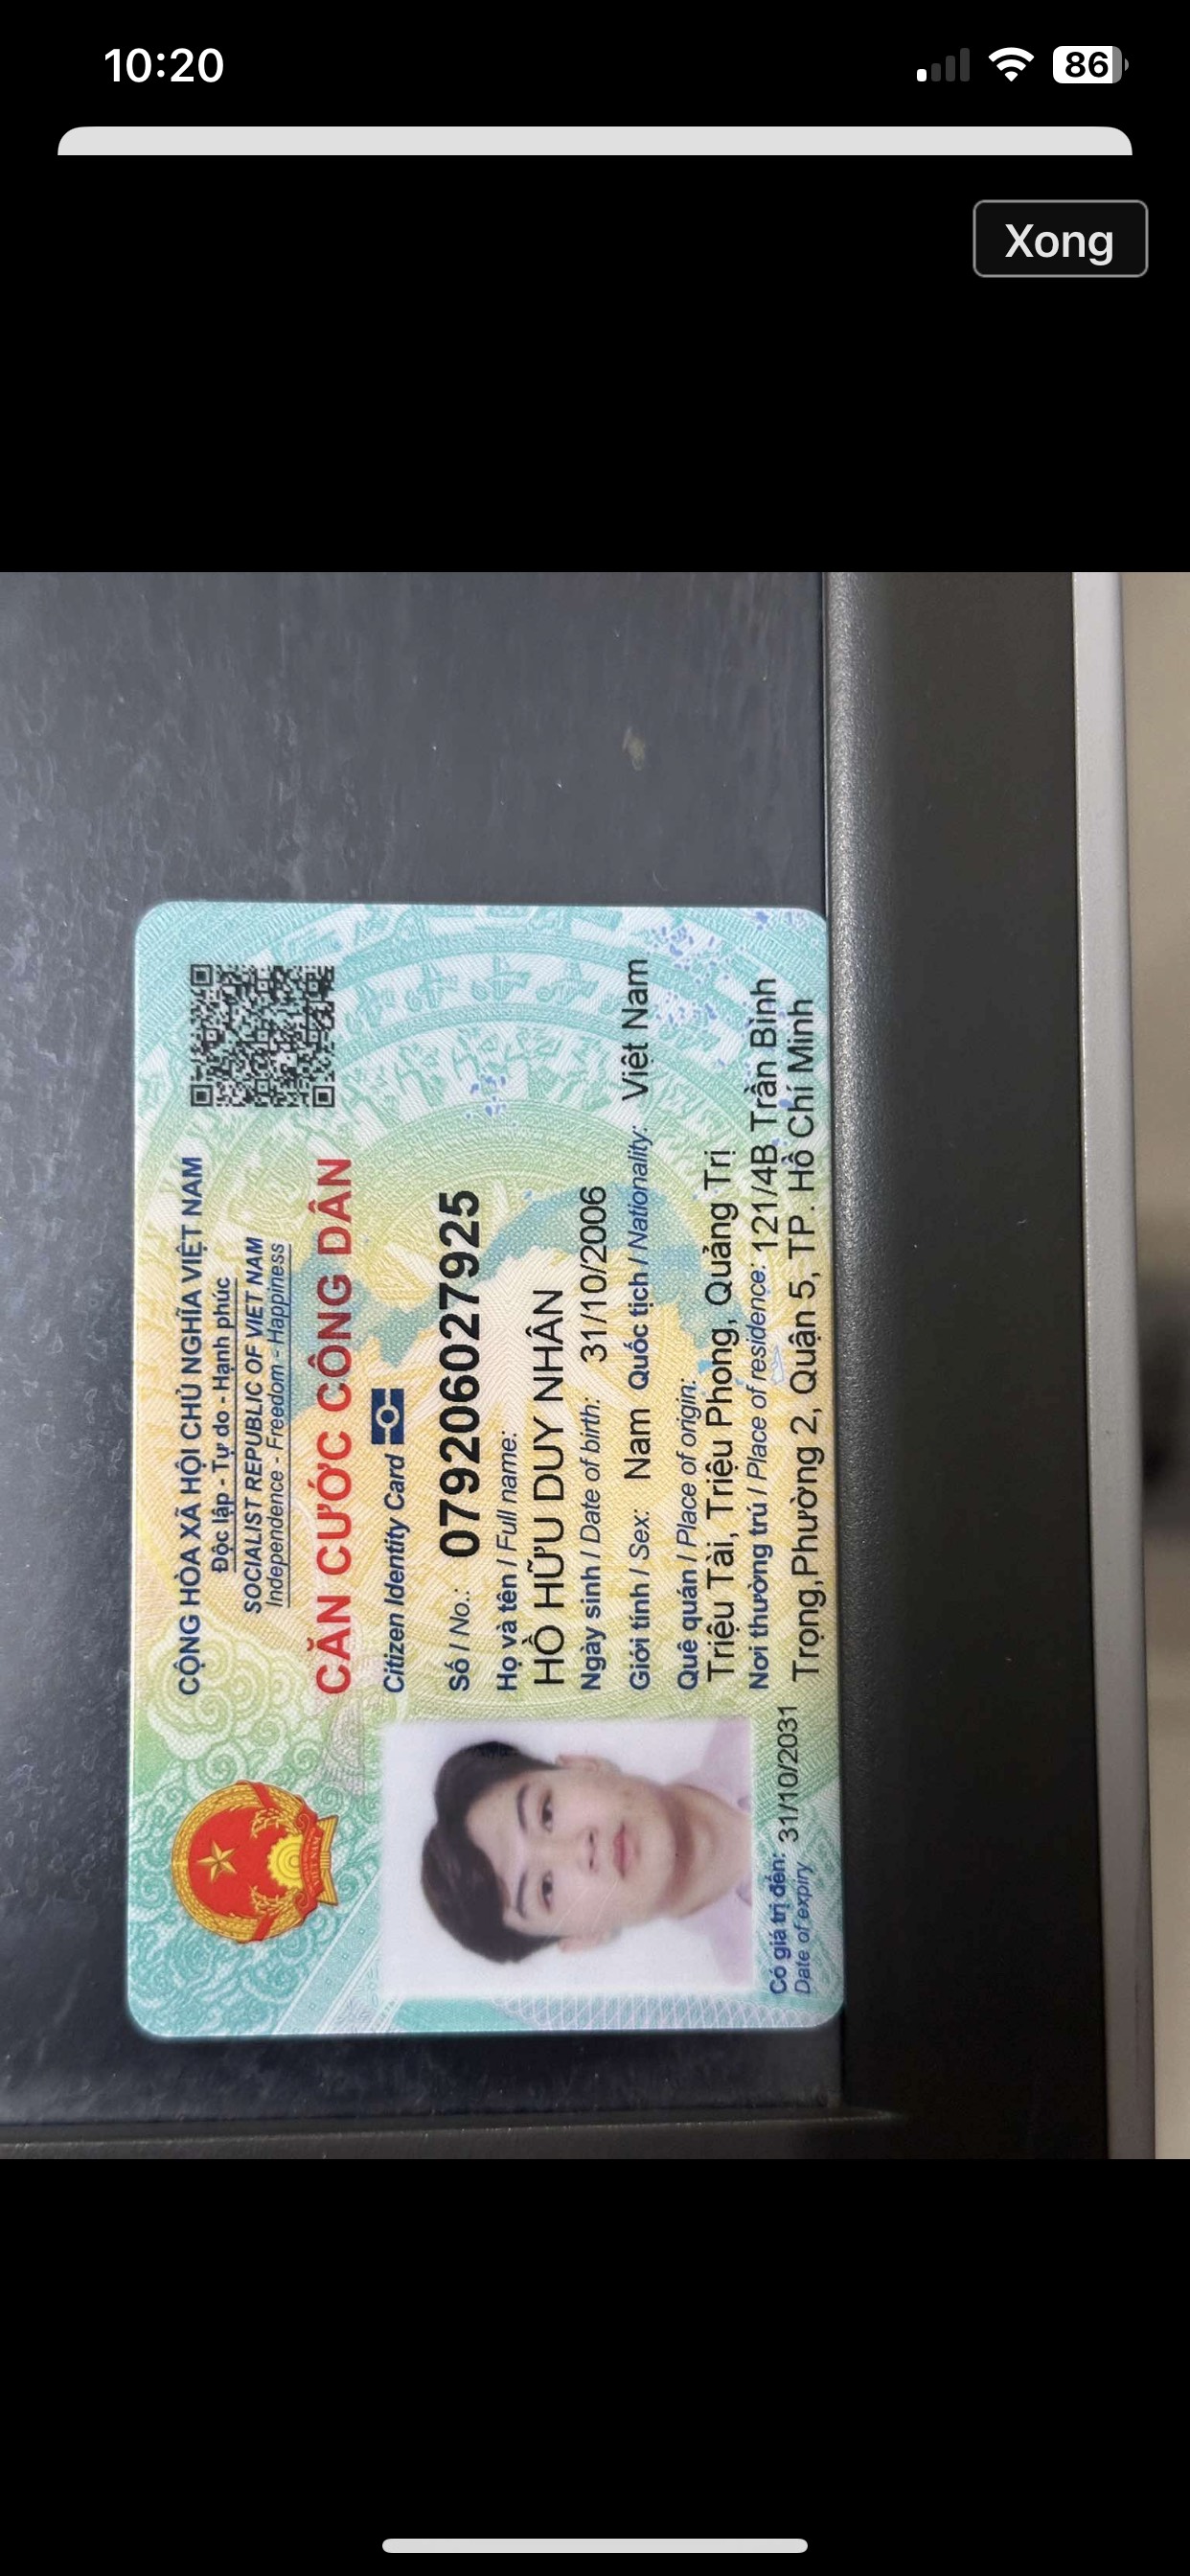 10:20
86
Xong
CỘNG HÒA XÃ HỘI CHỦ NGHĨA VIỆT NAM
Độc lập - Tự do - Hạnh phúc
SOCIALIST REPUBLIC OF VIET NAM
Independence - Freedom - Happiness
CĂN CƯỚC CÔNG DÂN
Citizen Identity Card
Số / No.: 079206027925
Họ và tên / Full name:
HỒ HỮU DUY NHÂN
Ngày sinh / Date of birth: 31/10/2006
Giới tính / Sex: Nam Quốc tịch / Nationality: Việt Nam
Quê quán / Place of origin:
Triệu Tài, Triệu Phong, Quảng Trị
Nơi thường trú / Place of residence: 121/4B Trần Bình
Trọng,Phường 2, Quận 5, TP. Hồ Chí Minh
Có giá trị đến: 31/10/2031
Date of expiry